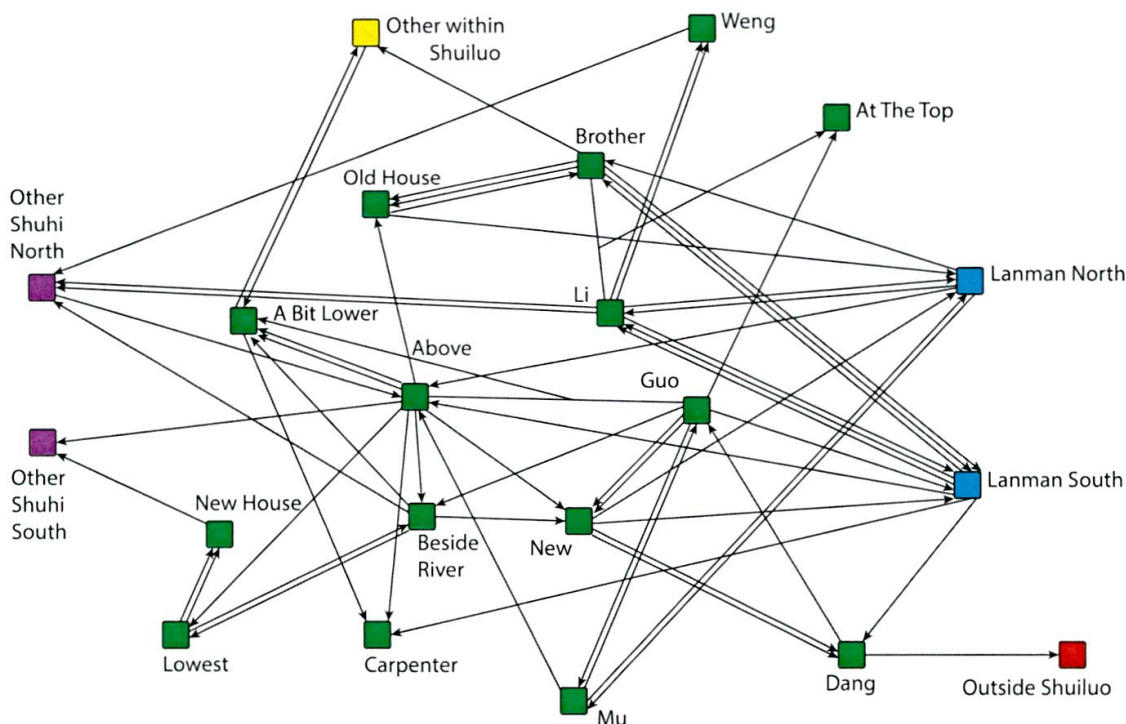 Other within
Shuiluo
Weng
At The Top
Brother
Old House
Other
Shuhi
North
Lanman North
Li
A Bit Lower
Above
Guo
Other
Shuhi
South
Lanman South
New House
Beside
River
New
Lowest
Carpenter
Dang
Outside Shuiluo
Mu